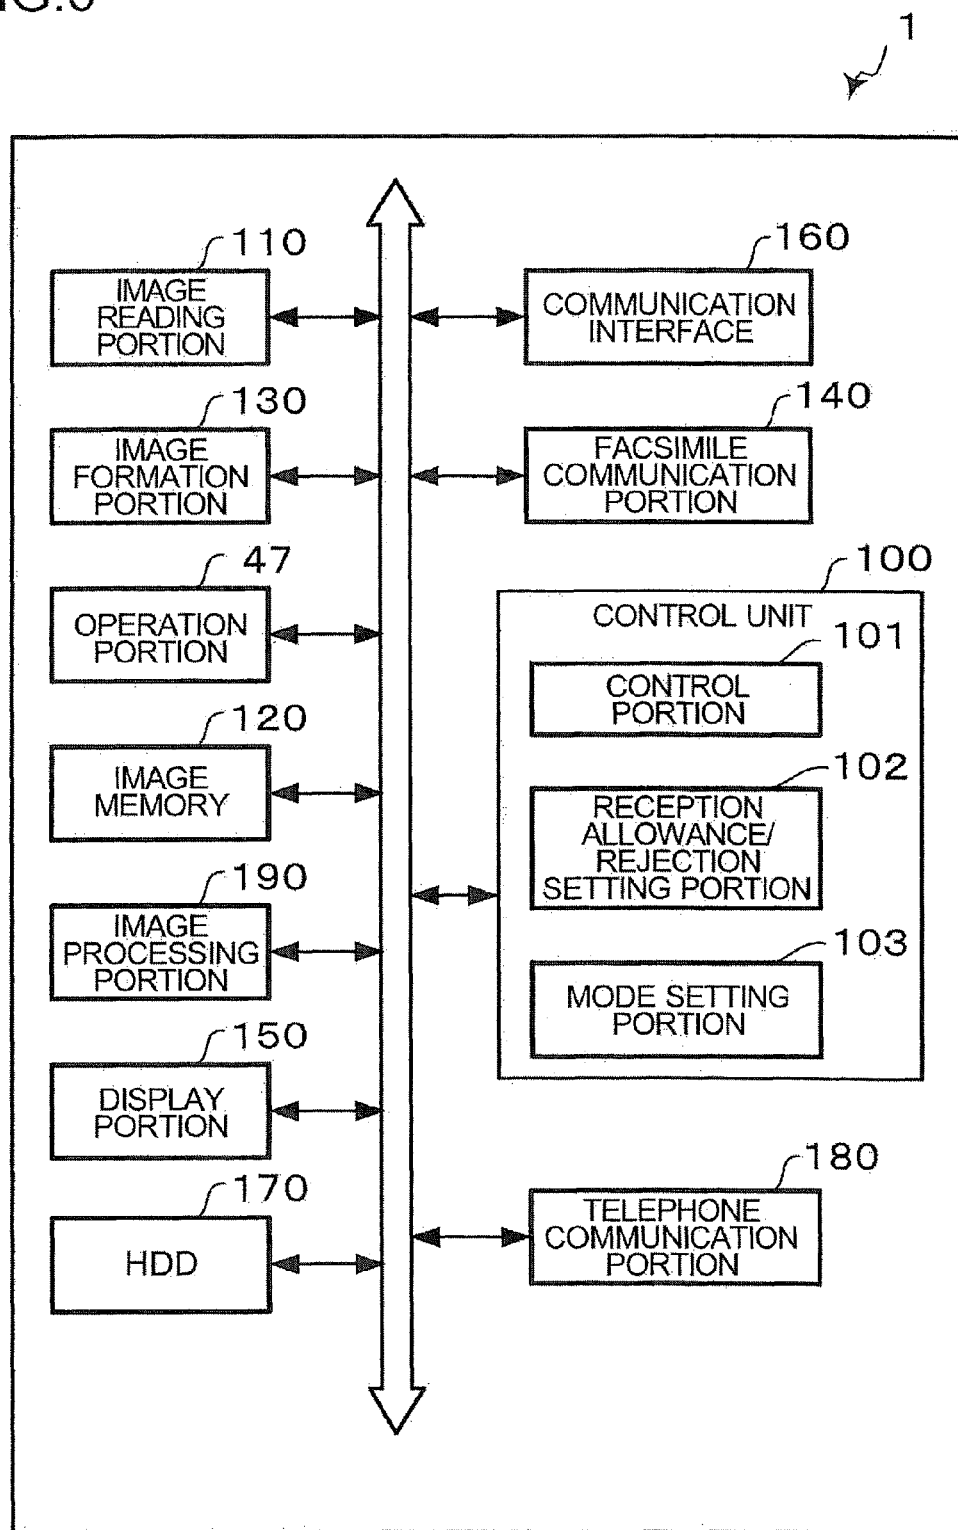 1
110
IMAGE
READING
PORTION
130
IMAGE
FORMATION
PORTION
47
OPERATION
PORTION
120
IMAGE
MEMORY
190
IMAGE
PROCESSING
PORTION
150
DISPLAY
PORTION
170
HDD
160
COMMUNICATION
INTERFACE
140
FACSIMILE
COMMUNICATION
PORTION
100
CONTROL UNIT
101
CONTROL
PORTION
102
RECEPTION
ALLOWANCE/
REJECTION
SETTING PORTION
103
MODE SETTING
PORTION
180
TELEPHONE
COMMUNICATION
PORTION